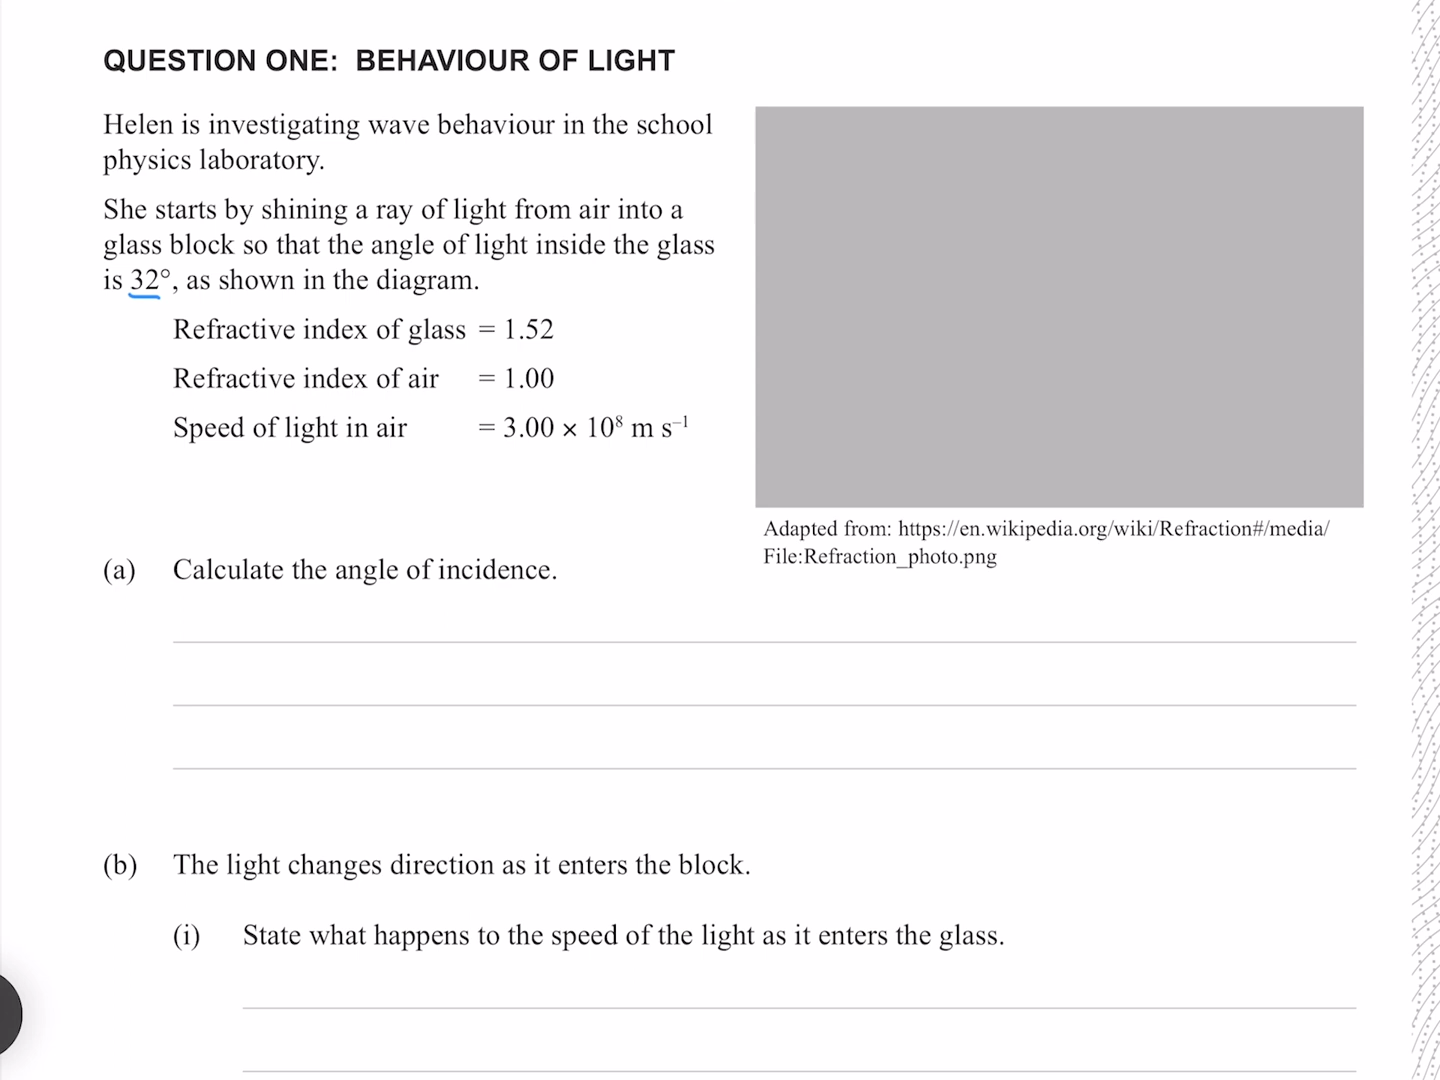 QUESTION ONE: BEHAVIOUR OF LIGHT
Helen is investigating wave behaviour in the school
physics laboratory.
She starts by shining a ray of light from air into a
glass block so that the angle of light inside the glass
is 32°, as shown in the diagram.
Refractive index of glass = 1.52
Refractive index of air = 1.00
Speed of light in air = 3.00 × 10⁸ m s⁻¹
Adapted from: https://en.wikipedia.org/wiki/Refraction#/media/
File:Refraction_photo.png
(a) Calculate the angle of incidence.
(b) The light changes direction as it enters the block.
(i) State what happens to the speed of the light as it enters the glass.